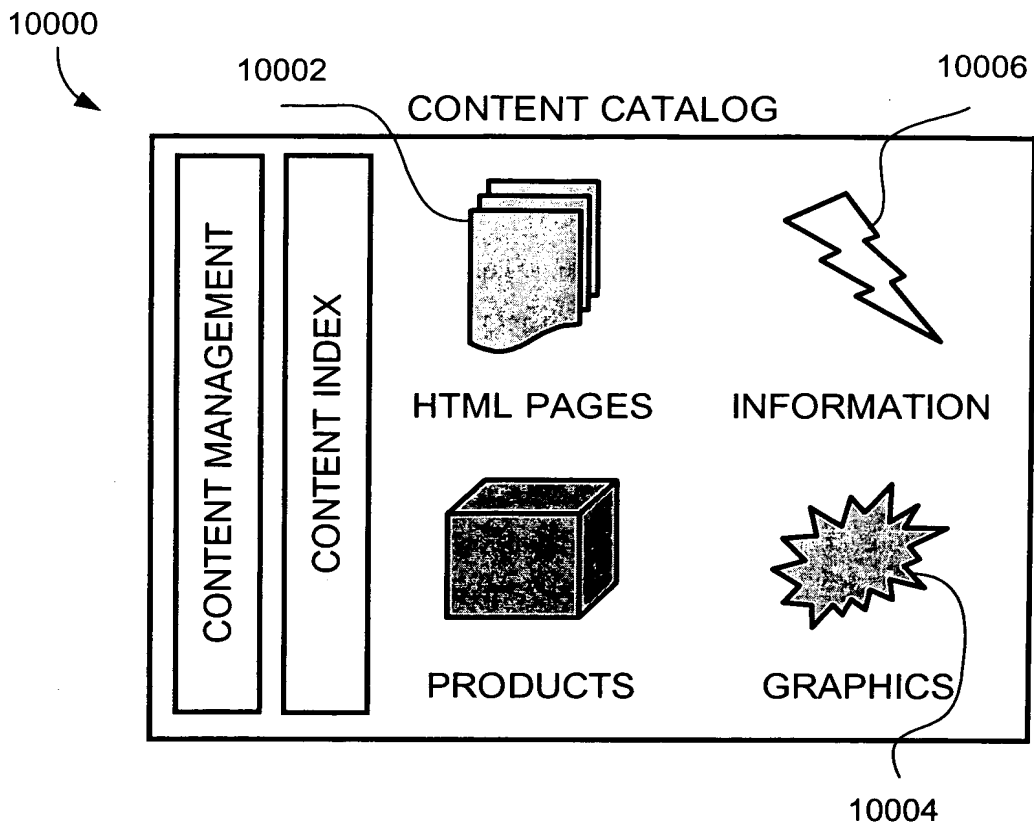 10000
10002
10006
CONTENT CATALOG
CONTENT MANAGEMENT
CONTENT INDEX
HTML PAGES
INFORMATION
PRODUCTS
GRAPHICS
10004